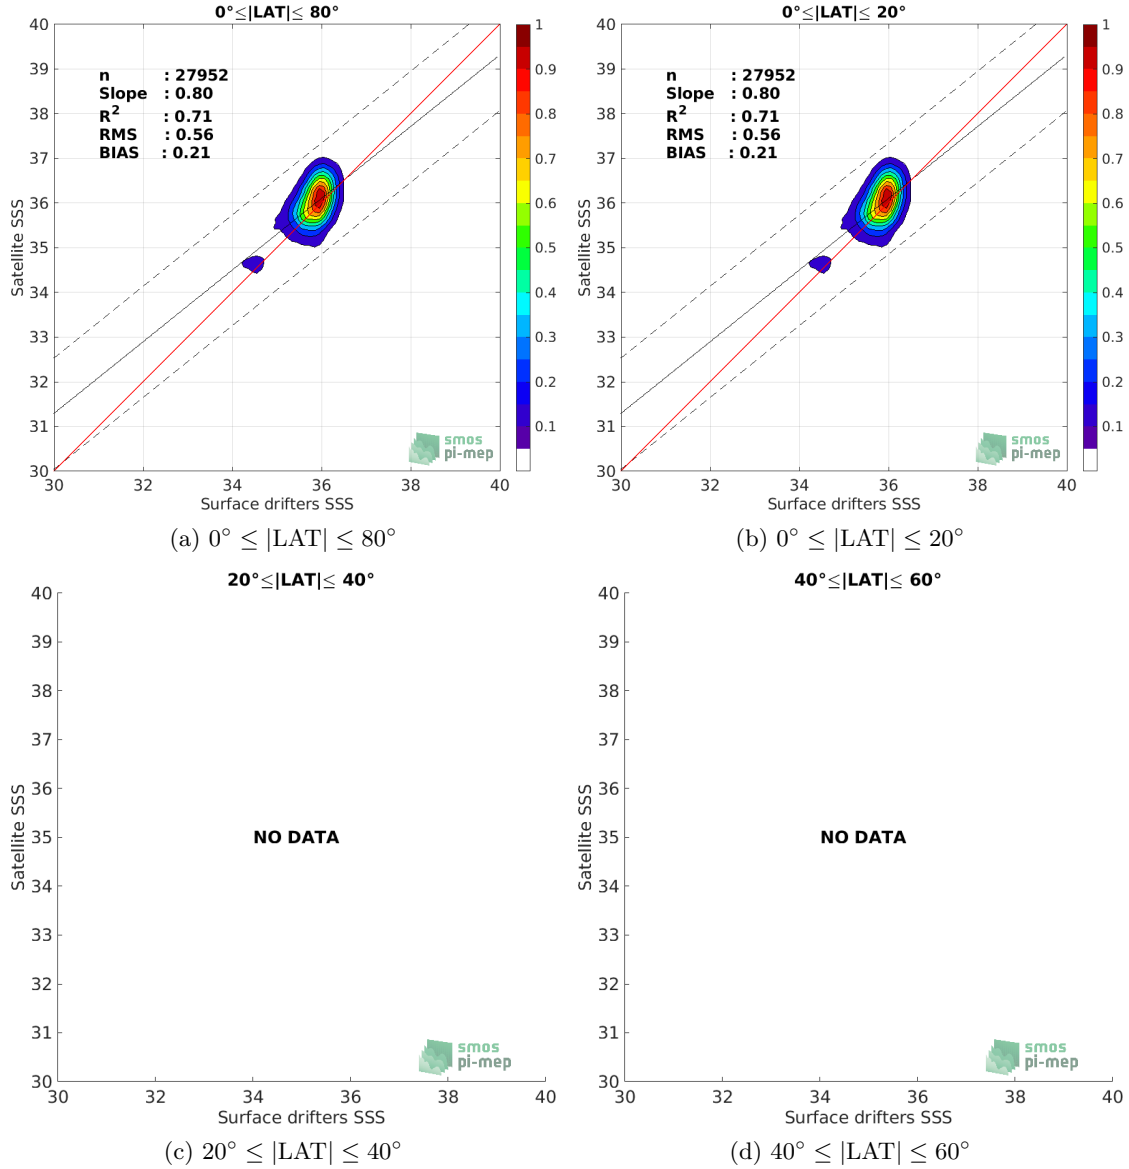 0°≤|LAT|≤ 80°
40
39
38
37
36
35
34
33
32
31
30
Satellite SSS
n : 27952
Slope : 0.80
R2 : 0.71
RMS : 0.56
BIAS : 0.21
smos
pi-mep
30 32 34 36 38 40
Surface drifters SSS
1
0.9
0.8
0.7
0.6
0.5
0.4
0.3
0.2
0.1
(a) 0° ≤ |LAT| ≤ 80°
0°≤|LAT|≤ 20°
40
39
38
37
36
35
34
33
32
31
30
Satellite SSS
n : 27952
Slope : 0.80
R2 : 0.71
RMS : 0.56
BIAS : 0.21
smos
pi-mep
30 32 34 36 38 40
Surface drifters SSS
1
0.9
0.8
0.7
0.6
0.5
0.4
0.3
0.2
0.1
(b) 0° ≤ |LAT| ≤ 20°
20°≤|LAT|≤ 40°
40
39
38
37
36
35
34
33
32
31
30
Satellite SSS
NO DATA
smos
pi-mep
30 32 34 36 38 40
Surface drifters SSS
(c) 20° ≤ |LAT| ≤ 40°
40°≤|LAT|≤ 60°
40
39
38
37
36
35
34
33
32
31
30
Satellite SSS
NO DATA
smos
pi-mep
30 32 34 36 38 40
Surface drifters SSS
(d) 40° ≤ |LAT| ≤ 60°